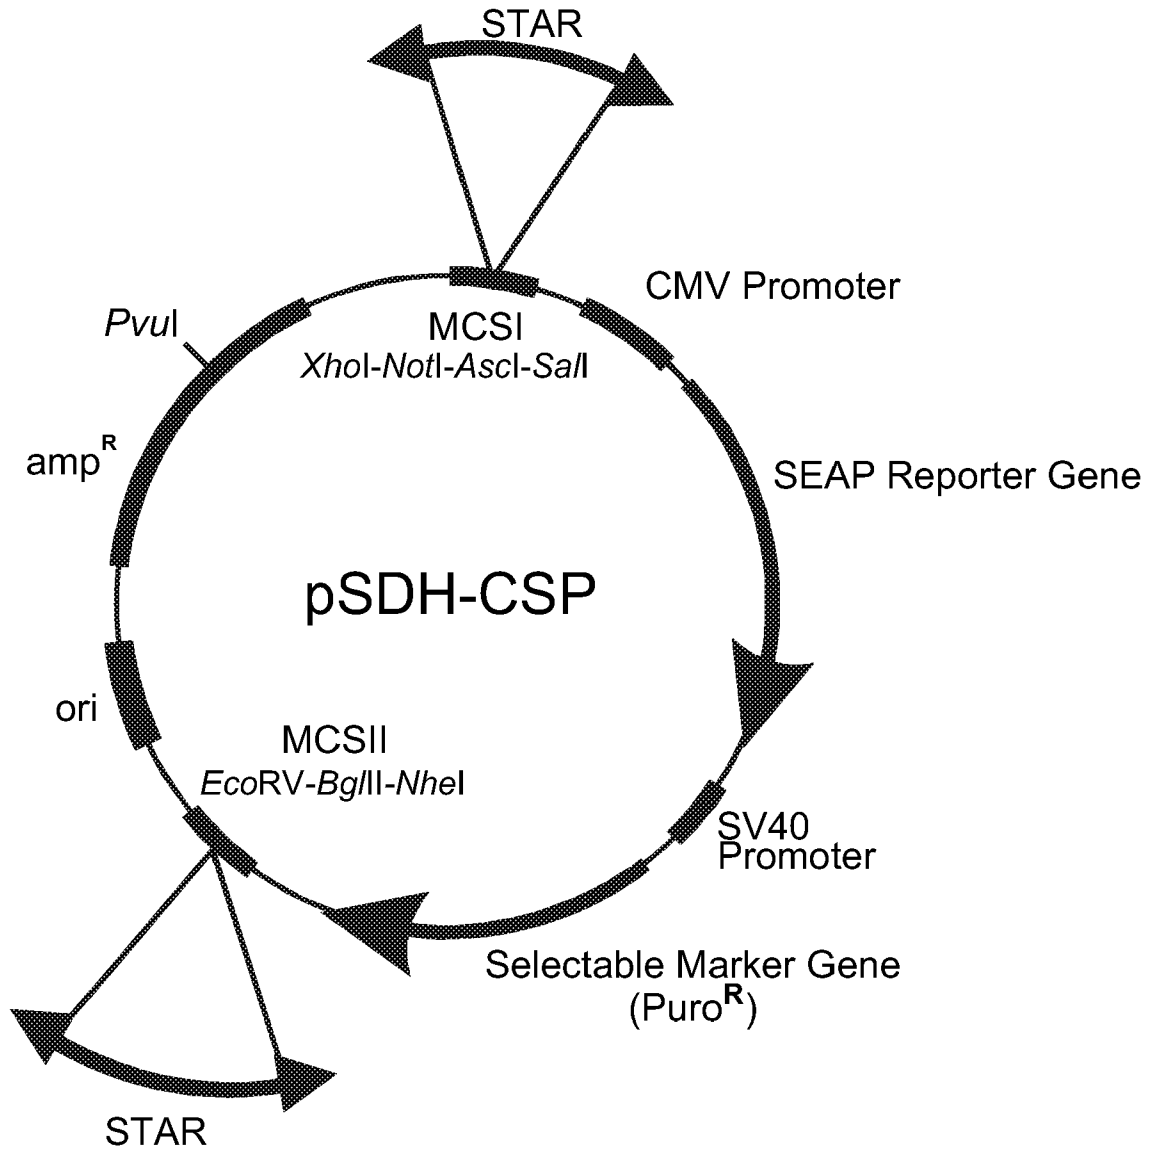 STAR
CMV Promoter
PvuI
MCSI
XhoI-NotI-AscI-SalI
ampR
SEAP Reporter Gene
pSDH-CSP
ori
MCSII
EcoRV-BglII-NheI
SV40
Promoter
Selectable Marker Gene
(PuroR)
STAR